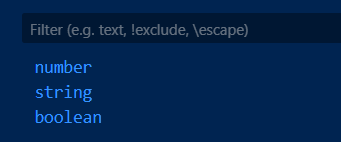 Filter (e.g. text, !exclude, \escape)
number
string
boolean